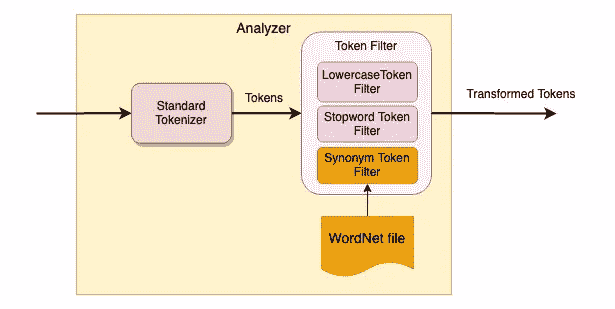 Analyzer
Token Filter
LowercaseToken
Filter
Standard
Tokenizer
Tokens
Stopword Token
Filter
Transformed Tokens
Synonym Token
Filter
WordNet file